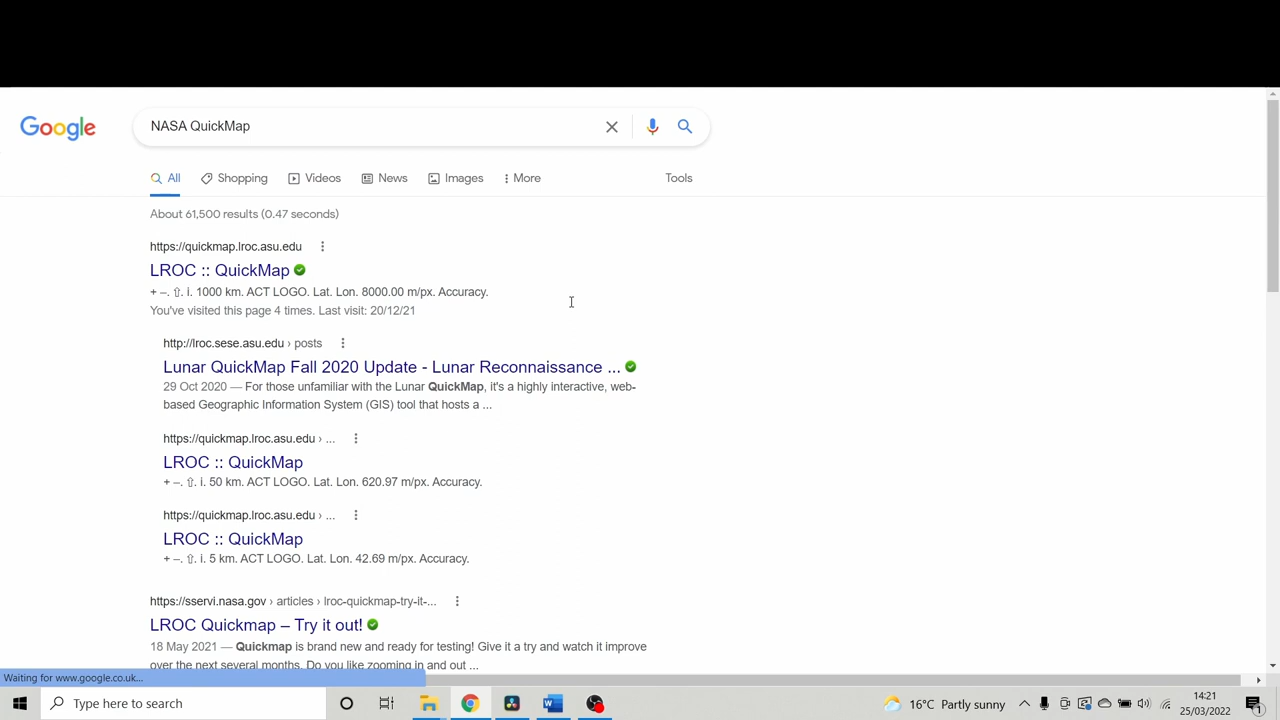 Google
NASA QuickMap
All Shopping Videos News Images More Tools
About 61,500 results (0.47 seconds)
https://quickmap.lroc.asu.edu
LROC :: QuickMap
+ –. ⇧. i. 1000 km. ACT LOGO. Lat. Lon. 8000.00 m/px. Accuracy.
You've visited this page 4 times. Last visit: 20/12/21
http://lroc.sese.asu.edu › posts
Lunar QuickMap Fall 2020 Update - Lunar Reconnaissance ...
29 Oct 2020 — For those unfamiliar with the Lunar QuickMap, it's a highly interactive, web-
based Geographic Information System (GIS) tool that hosts a ...
https://quickmap.lroc.asu.edu › ...
LROC :: QuickMap
+ –. ⇧. i. 50 km. ACT LOGO. Lat. Lon. 620.97 m/px. Accuracy.
https://quickmap.lroc.asu.edu › ...
LROC :: QuickMap
+ –. ⇧. i. 5 km. ACT LOGO. Lat. Lon. 42.69 m/px. Accuracy.
https://sservi.nasa.gov › articles › lroc-quickmap-try-it-...
LROC Quickmap – Try it out!
18 May 2021 — Quickmap is brand new and ready for testing! Give it a try and watch it improve
over the next several months. Do you like zooming in and out ...
Waiting for www.google.co.uk...
Type here to search
16°C Partly sunny
14:21
25/03/2022
1